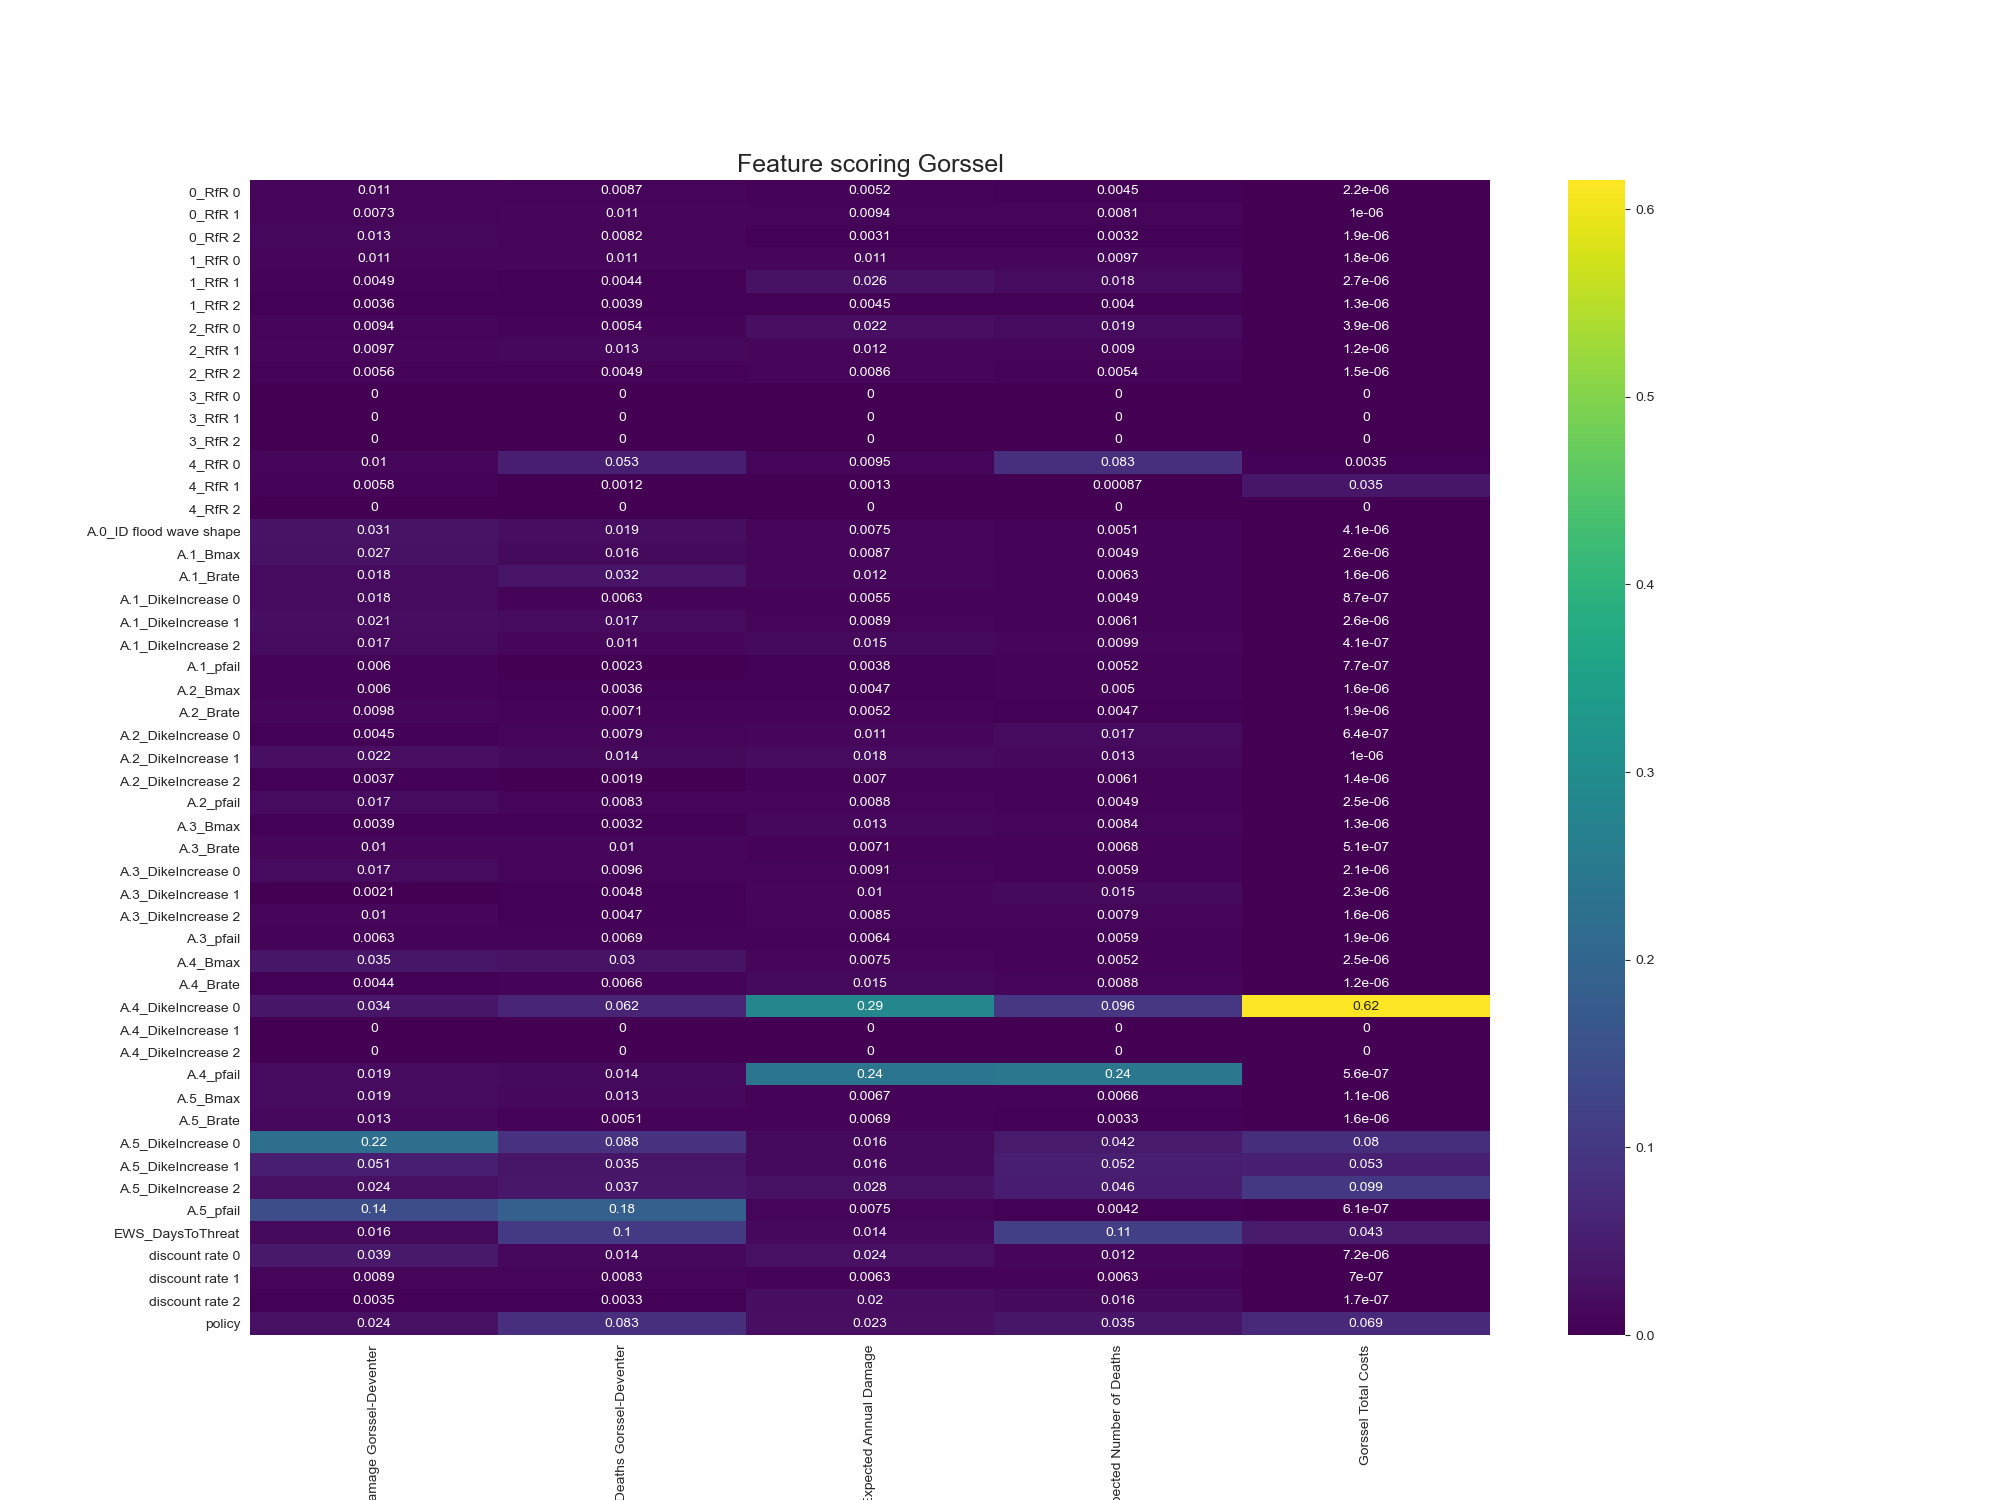 Feature scoring Gorssel
0_RfR 0 0.011 0.0087 0.0052 0.0045 2.2e-06
0_RfR 1 0.0073 0.011 0.0094 0.0081 1e-06
0_RfR 2 0.013 0.0082 0.0031 0.0032 1.9e-06
1_RfR 0 0.011 0.011 0.011 0.0097 1.8e-06
1_RfR 1 0.0049 0.0044 0.026 0.018 2.7e-06
1_RfR 2 0.0036 0.0039 0.0045 0.004 1.3e-06
2_RfR 0 0.0094 0.0054 0.022 0.019 3.9e-06
2_RfR 1 0.0097 0.013 0.012 0.009 1.2e-06
2_RfR 2 0.0056 0.0049 0.0086 0.0054 1.5e-06
3_RfR 0 0 0 0 0 0
3_RfR 1 0 0 0 0 0
3_RfR 2 0 0 0 0 0
4_RfR 0 0.01 0.053 0.0095 0.083 0.0035
4_RfR 1 0.0058 0.0012 0.0013 0.00087 0.035
4_RfR 2 0 0 0 0 0
A.0_ID flood wave shape 0.031 0.019 0.0075 0.0051 4.1e-06
A.1_Bmax 0.027 0.016 0.0087 0.0049 2.6e-06
A.1_Brate 0.018 0.032 0.012 0.0063 1.6e-06
A.1_DikeIncrease 0 0.018 0.0063 0.0055 0.0049 8.7e-07
A.1_DikeIncrease 1 0.021 0.017 0.0089 0.0061 2.6e-06
A.1_DikeIncrease 2 0.017 0.011 0.015 0.0099 4.1e-07
A.1_pfail 0.006 0.0023 0.0038 0.0052 7.7e-07
A.2_Bmax 0.006 0.0036 0.0047 0.005 1.6e-06
A.2_Brate 0.0098 0.0071 0.0052 0.0047 1.9e-06
A.2_DikeIncrease 0 0.0045 0.0079 0.011 0.017 6.4e-07
A.2_DikeIncrease 1 0.022 0.014 0.018 0.013 1e-06
A.2_DikeIncrease 2 0.0037 0.0019 0.007 0.0061 1.4e-06
A.2_pfail 0.017 0.0083 0.0088 0.0049 2.5e-06
A.3_Bmax 0.0039 0.0032 0.013 0.0084 1.3e-06
A.3_Brate 0.01 0.01 0.0071 0.0068 5.1e-07
A.3_DikeIncrease 0 0.017 0.0096 0.0091 0.0059 2.1e-06
A.3_DikeIncrease 1 0.0021 0.0048 0.01 0.015 2.3e-06
A.3_DikeIncrease 2 0.01 0.0047 0.0085 0.0079 1.6e-06
A.3_pfail 0.0063 0.0069 0.0064 0.0059 1.9e-06
A.4_Bmax 0.035 0.03 0.0075 0.0052 2.5e-06
A.4_Brate 0.0044 0.0066 0.015 0.0088 1.2e-06
A.4_DikeIncrease 0 0.034 0.062 0.29 0.096 0.62
A.4_DikeIncrease 1 0 0 0 0 0
A.4_DikeIncrease 2 0 0 0 0 0
A.4_pfail 0.019 0.014 0.24 0.24 5.6e-07
A.5_Bmax 0.019 0.013 0.0067 0.0066 1.1e-06
A.5_Brate 0.013 0.0051 0.0069 0.0033 1.6e-06
A.5_DikeIncrease 0 0.22 0.088 0.016 0.042 0.08
A.5_DikeIncrease 1 0.051 0.035 0.016 0.052 0.053
A.5_DikeIncrease 2 0.024 0.037 0.028 0.046 0.099
A.5_pfail 0.14 0.18 0.0075 0.0042 6.1e-07
EWS_DaysToThreat 0.016 0.1 0.014 0.11 0.043
discount rate 0 0.039 0.014 0.024 0.012 7.2e-06
discount rate 1 0.0089 0.0083 0.0063 0.0063 7e-07
discount rate 2 0.0035 0.0033 0.02 0.016 1.7e-07
policy 0.024 0.083 0.023 0.035 0.069
amage Gorssel-Deventer
Deaths Gorssel-Deventer
Expected Annual Damage
pected Number of Deaths
Gorssel Total Costs
0.6
0.5
0.4
0.3
0.2
0.1
0.0